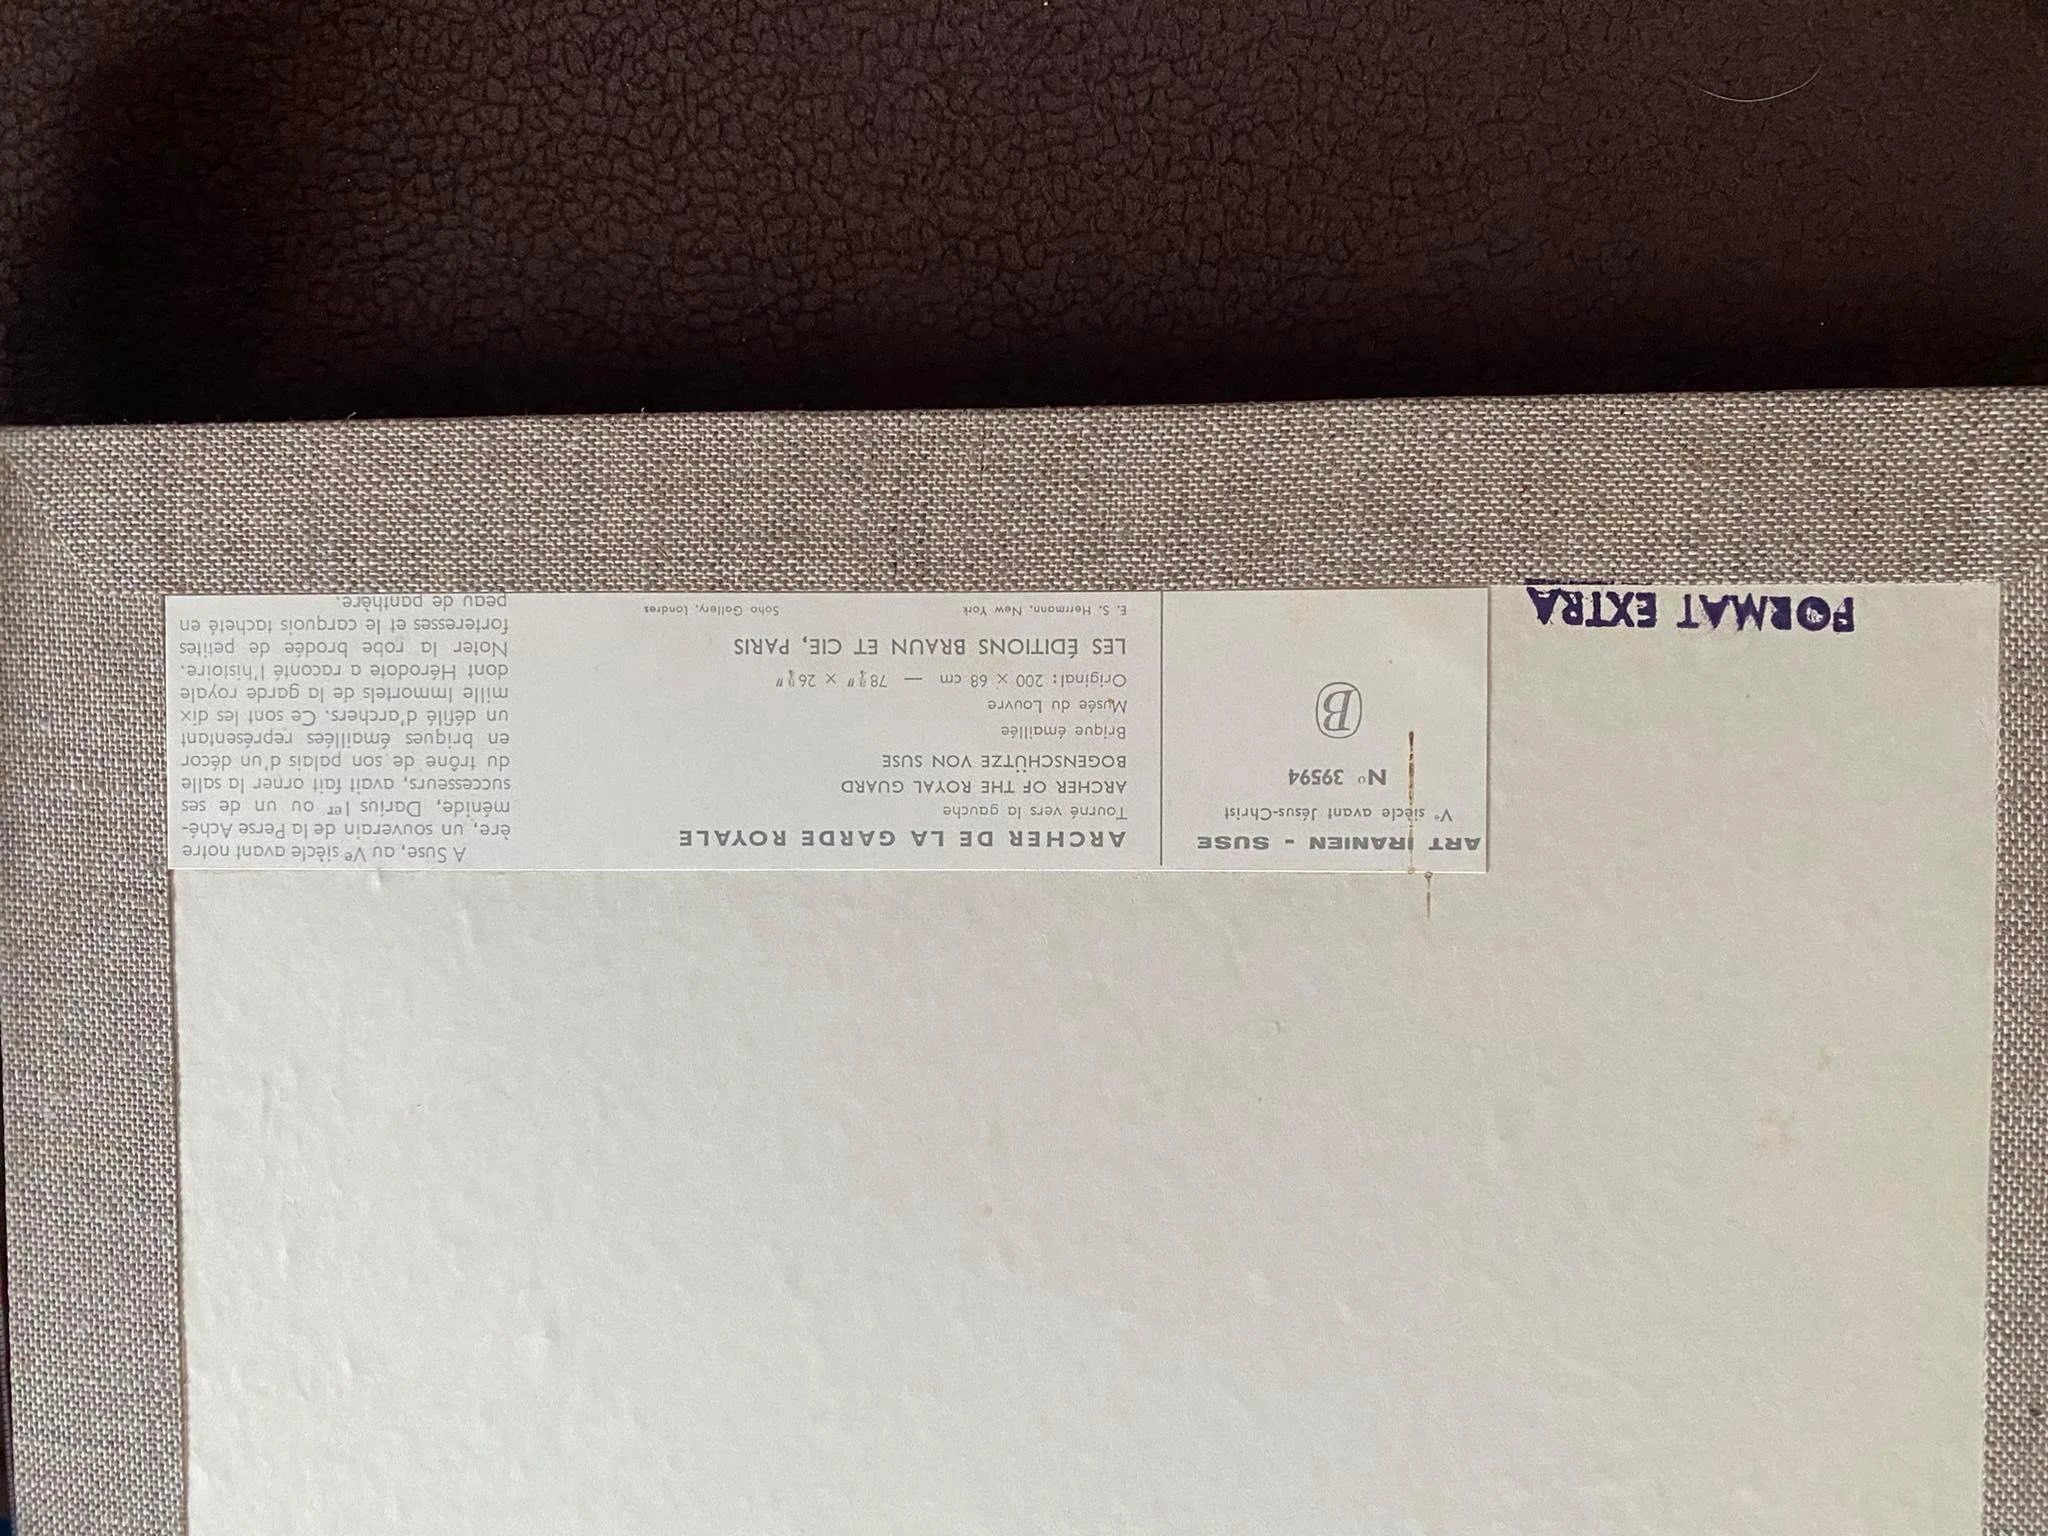 FORMAT EXTRA
ART IRANIEN - SUSE
Vᵉ siècle avant Jésus-Christ
N° 39594
B
ARCHER DE LA GARDE ROYALE
Tourné vers la gauche
ARCHER OF THE ROYAL GUARD
BOGENSCHÜTZE VON SUSE
Brique émaillée
Musée du Louvre
Original: 200 × 68 cm — 78¾" × 26¾"
LES ÉDITIONS BRAUN ET CIE, PARIS
E. S. Herrmann, New York Soho Gallery, Londres
A Suse, au Vᵉ siècle avant notre
ère, un souverain de la Perse Aché-
ménide, Darius Iᵉʳ ou un de ses
successeurs, avait fait orner la salle
du trône de son palais d'un décor
en briques émaillées représentant
un défilé d'archers. Ce sont les dix
mille Immortels de la garde royale
dont Hérodote a raconté l'histoire.
Noter la robe brodée de petites
forteresses et le carquois tacheté en
peau de panthère.